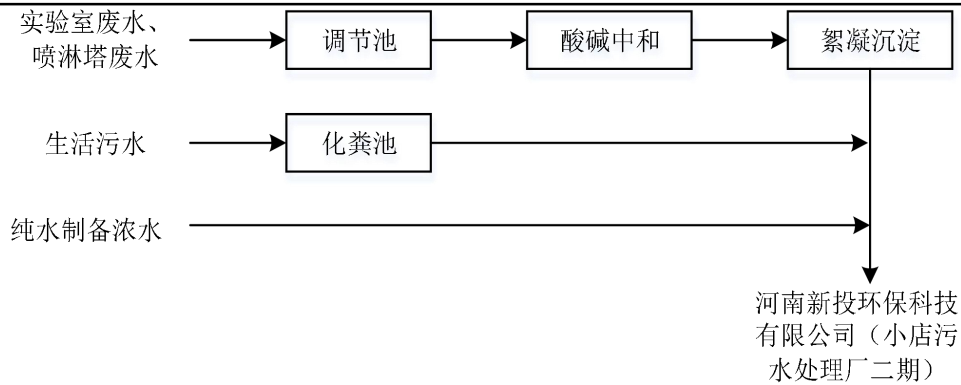 实验室废水、
喷淋塔废水
调节池
酸碱中和
絮凝沉淀
生活污水
化粪池
纯水制备浓水
河南新投环保科技
有限公司（小店污
水处理厂二期）